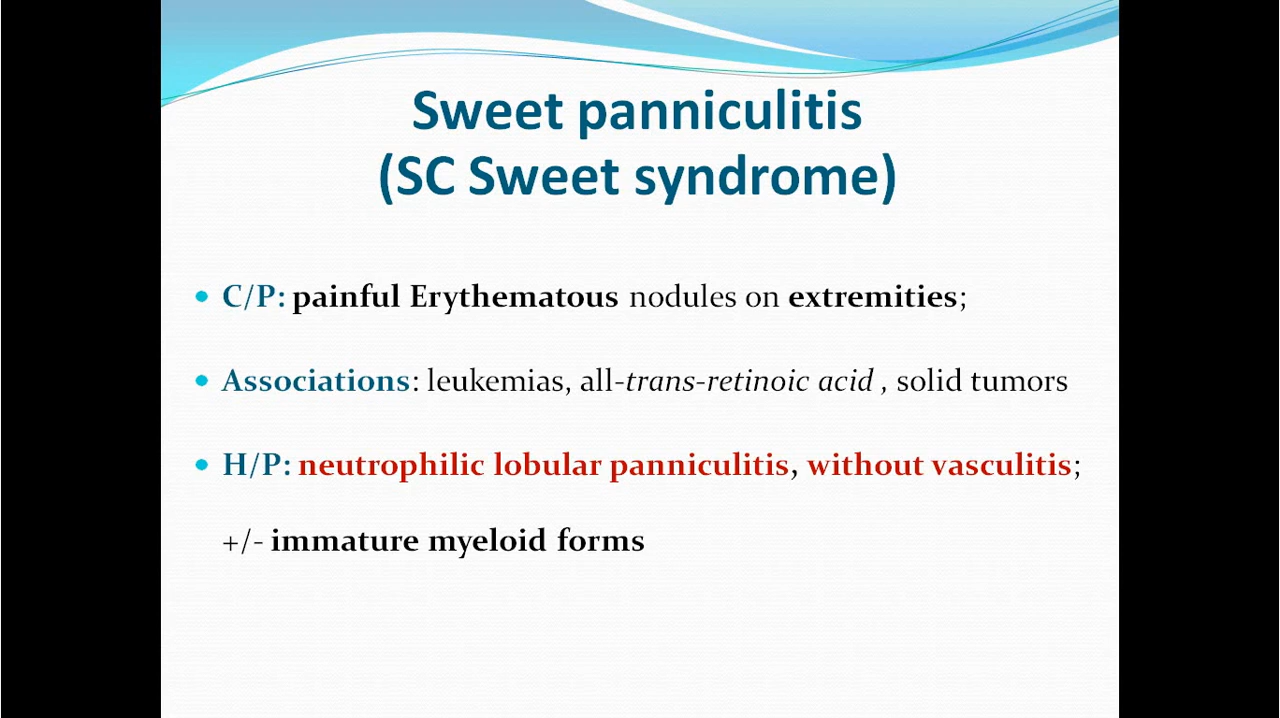 Sweet panniculitis
(SC Sweet syndrome)
• C/P: painful Erythematous nodules on extremities;
• Associations: leukemias, all-trans-retinoic acid , solid tumors
• H/P: neutrophilic lobular panniculitis, without vasculitis;
+/- immature myeloid forms